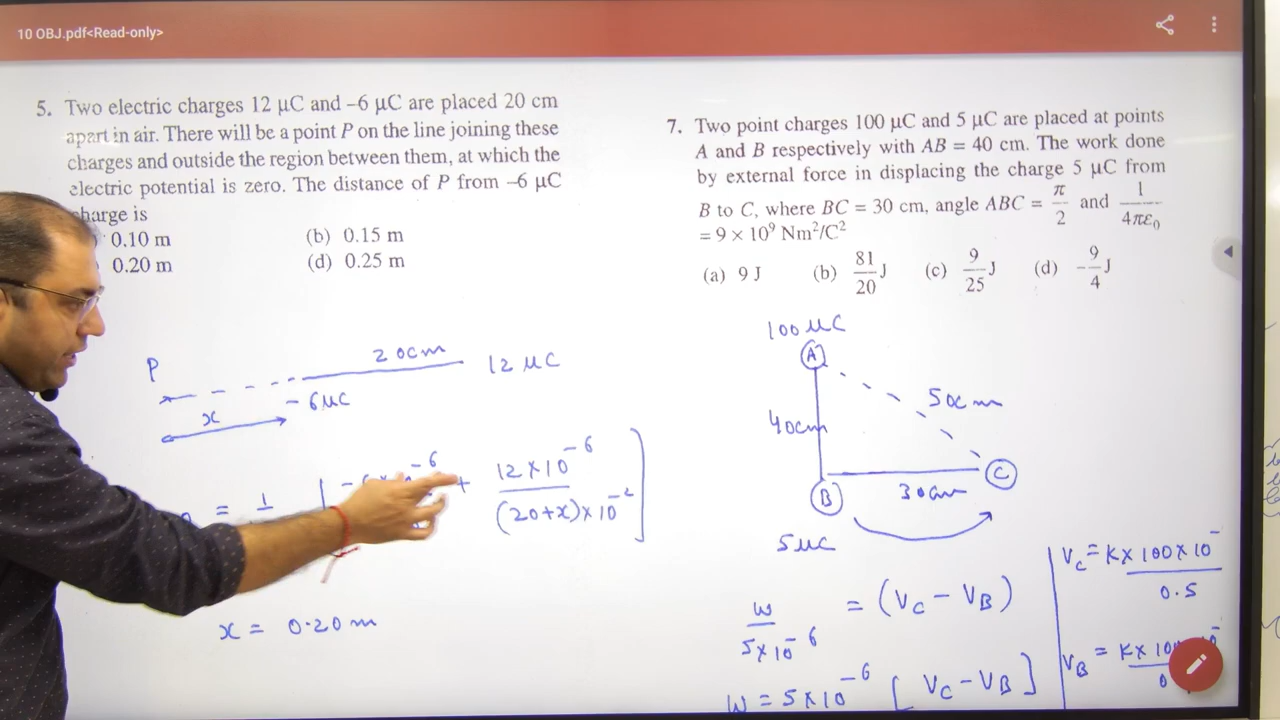 10 OBJ.pdf<Read-only>
5. Two electric charges 12 μC and –6 μC are placed 20 cm
apart in air. There will be a point P on the line joining these
charges and outside the region between them, at which the
electric potential is zero. The distance of P from –6 μC
charge is
0.10 m (b) 0.15 m
0.20 m (d) 0.25 m
P 20cm 12 μC
x - 6μC
= 1 -6 + 12×10^-6 / (20+x)×10^-2 ]
x = 0.20 m
7. Two point charges 100 μC and 5 μC are placed at points
A and B respectively with AB = 40 cm. The work done
by external force in displacing the charge 5 μC from
B to C, where BC = 30 cm, angle ABC = π/2 and 1/4πε₀
= 9 × 10⁹ Nm²/C²
(a) 9 J (b) 81/20 J (c) 9/25 J (d) –9/4 J
100 μC
A
40cm 50cm
B 30cm C
5μC
W / 5×10^-6 = (Vc - VB)
W = 5×10^-6 [ Vc - VB ]
Vc = K×100×10^- / 0.5
VB = K×10